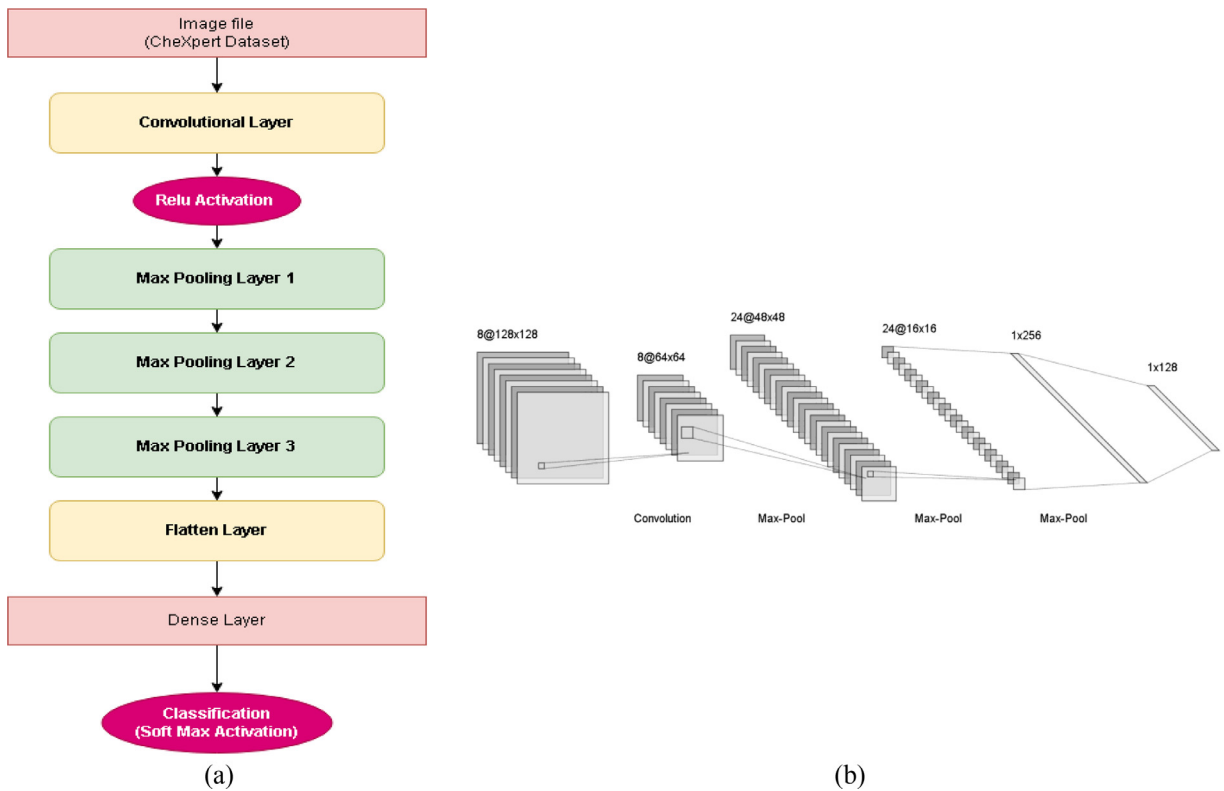 Image file
(CheXpert Dataset)
Convolutional Layer
Relu Activation
Max Pooling Layer 1
Max Pooling Layer 2
Max Pooling Layer 3
Flatten Layer
Dense Layer
Classification
(Soft Max Activation)
(a)
8@128x128
8@64x64
24@48x48
24@16x16
1x256
1x128
Convolution
Max-Pool
Max-Pool
Max-Pool
(b)